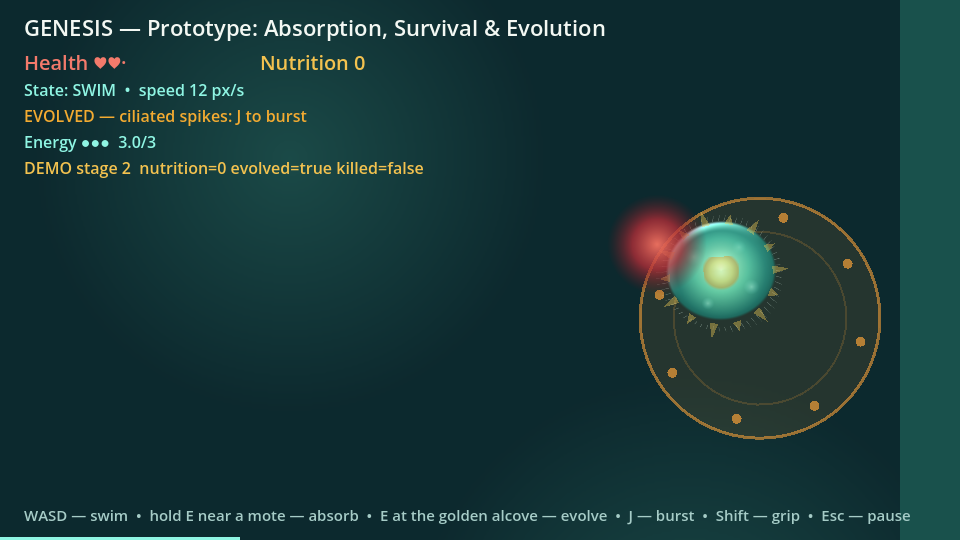 GENESIS — Prototype: Absorption, Survival & Evolution
Health ♥♥· Nutrition 0
State: SWIM • speed 12 px/s
EVOLVED — ciliated spikes: J to burst
Energy ●●● 3.0/3
DEMO stage 2 nutrition=0 evolved=true killed=false
WASD — swim • hold E near a mote — absorb • E at the golden alcove — evolve • J — burst • Shift — grip • Esc — pause